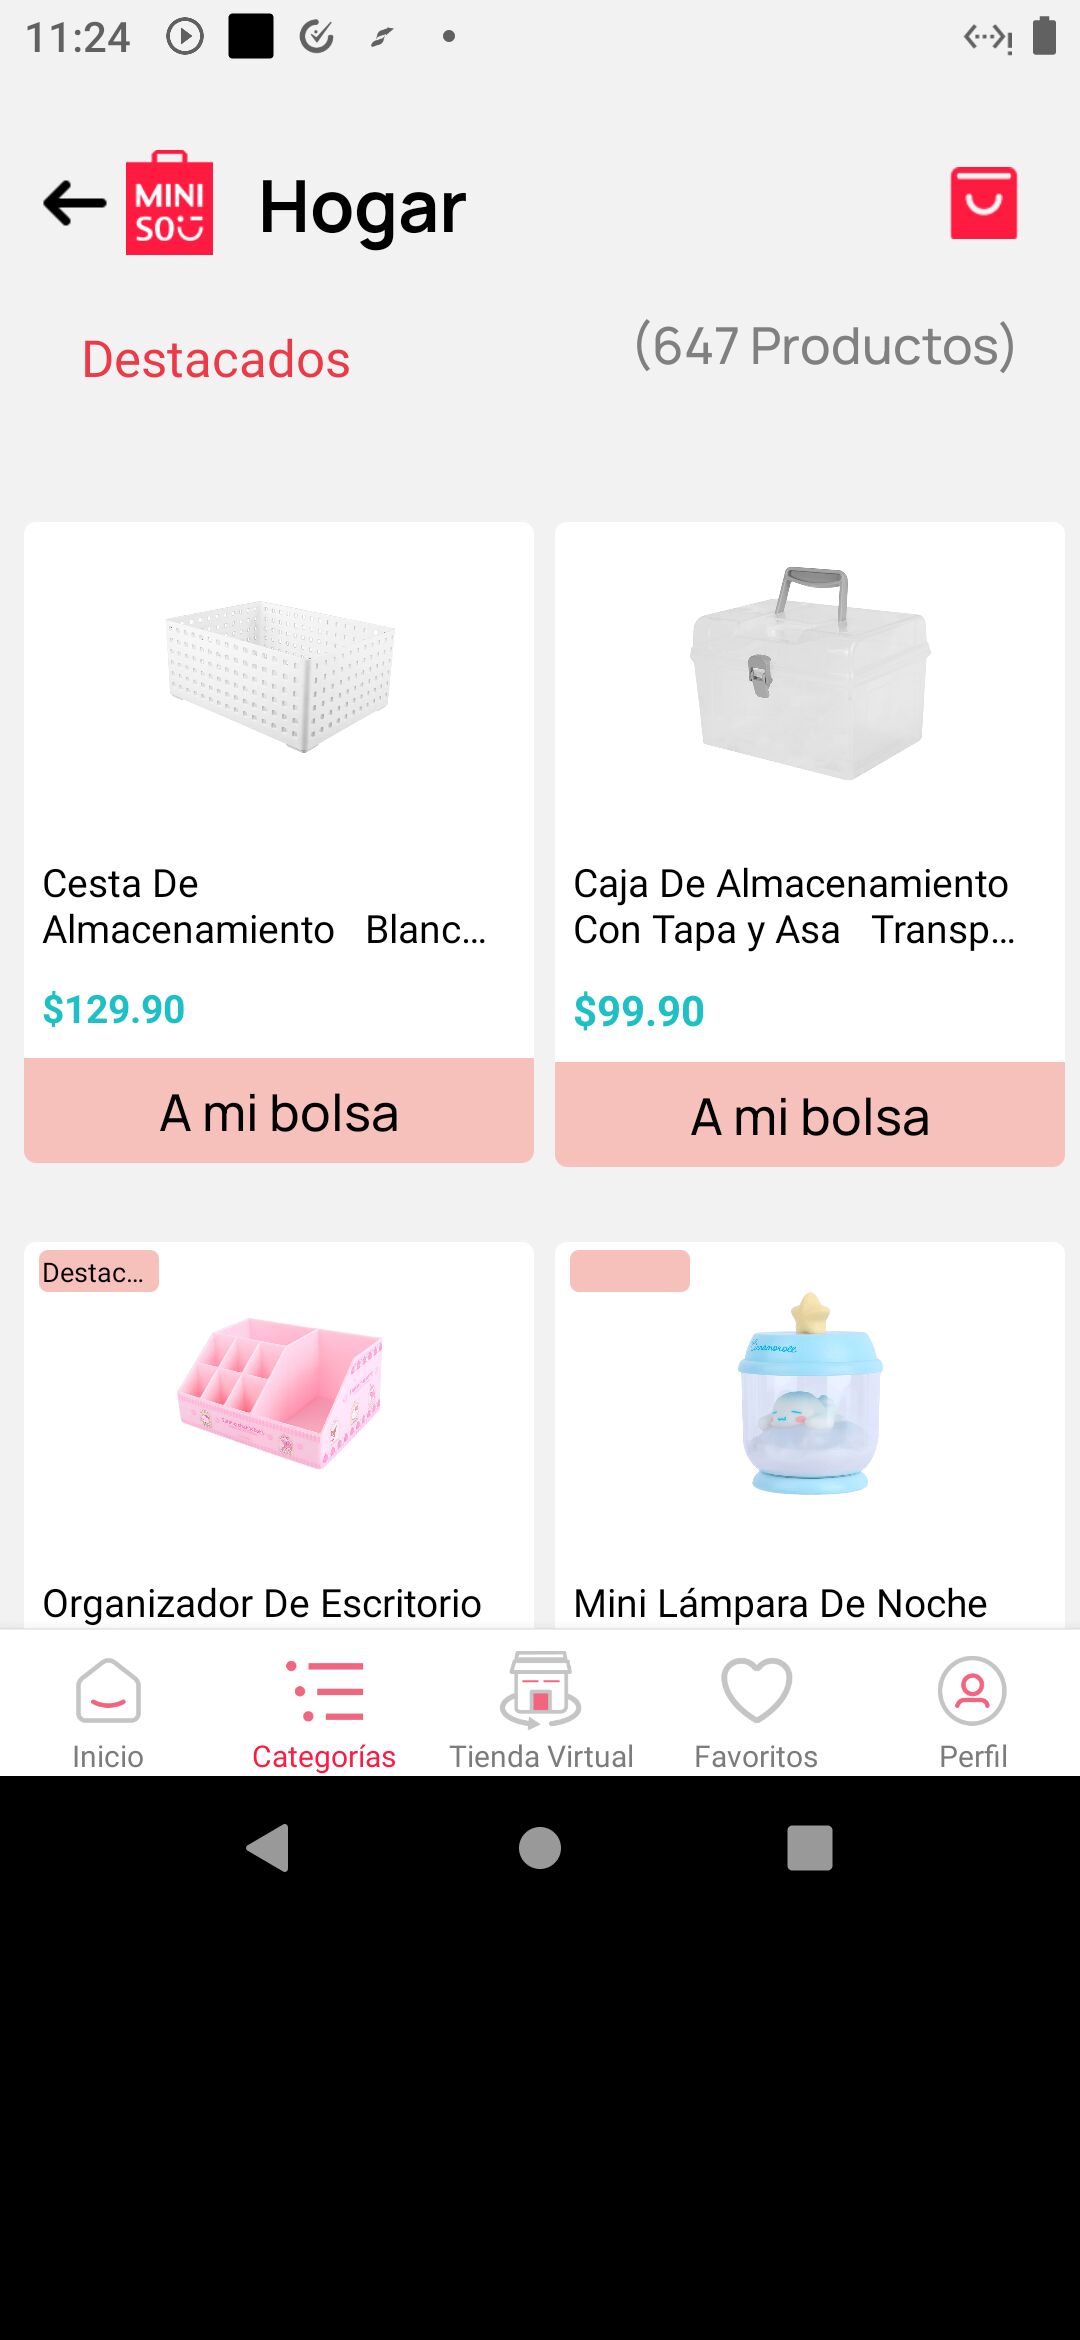 11:24
MINI
SO
Hogar
Destacados
(647 Productos)
Cesta De
Almacenamiento Blanc...
$129.90
A mi bolsa
Caja De Almacenamiento
Con Tapa y Asa Transp...
$99.90
A mi bolsa
Destac...
Organizador De Escritorio
Cinnamoroll
Mini Lámpara De Noche
Inicio
Categorías
Tienda Virtual
Favoritos
Perfil